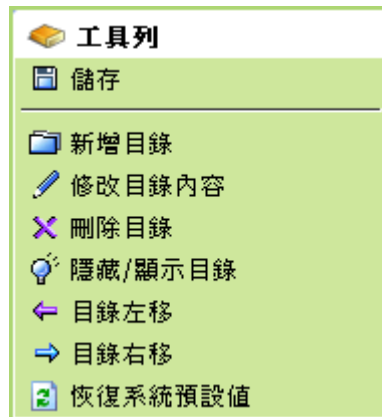 工具列
儲存
新增目錄
修改目錄內容
刪除目錄
隱藏/顯示目錄
目錄左移
目錄右移
恢復系統預設值